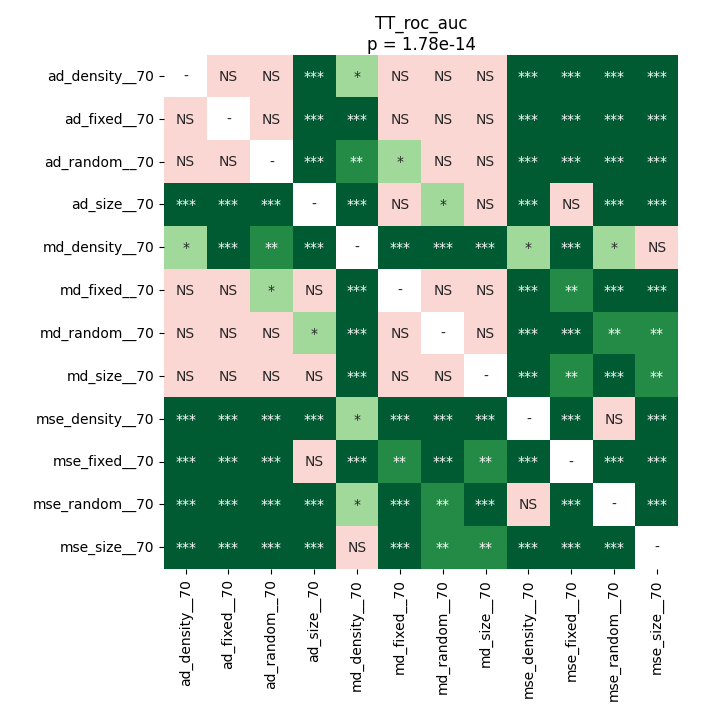 TT_roc_auc
p = 1.78e-14
ad_density__70 - NS NS *** * NS NS NS *** *** *** ***
ad_fixed__70 NS - NS *** *** NS NS NS *** *** *** ***
ad_random__70 NS NS - *** ** * NS NS *** *** *** ***
ad_size__70 *** *** *** - *** NS * NS *** NS *** ***
md_density__70 * *** ** *** - *** *** *** * *** * NS
md_fixed__70 NS NS * NS *** - NS NS *** ** *** ***
md_random__70 NS NS NS * *** NS - NS *** *** ** **
md_size__70 NS NS NS NS *** NS NS - *** ** *** **
mse_density__70 *** *** *** *** * *** *** *** - *** NS ***
mse_fixed__70 *** *** *** NS *** ** *** ** *** - *** ***
mse_random__70 *** *** *** *** * *** ** *** NS *** - ***
mse_size__70 *** *** *** *** NS *** ** ** *** *** *** -
ad_density__70
ad_fixed__70
ad_random__70
ad_size__70
md_density__70
md_fixed__70
md_random__70
md_size__70
mse_density__70
mse_fixed__70
mse_random__70
mse_size__70